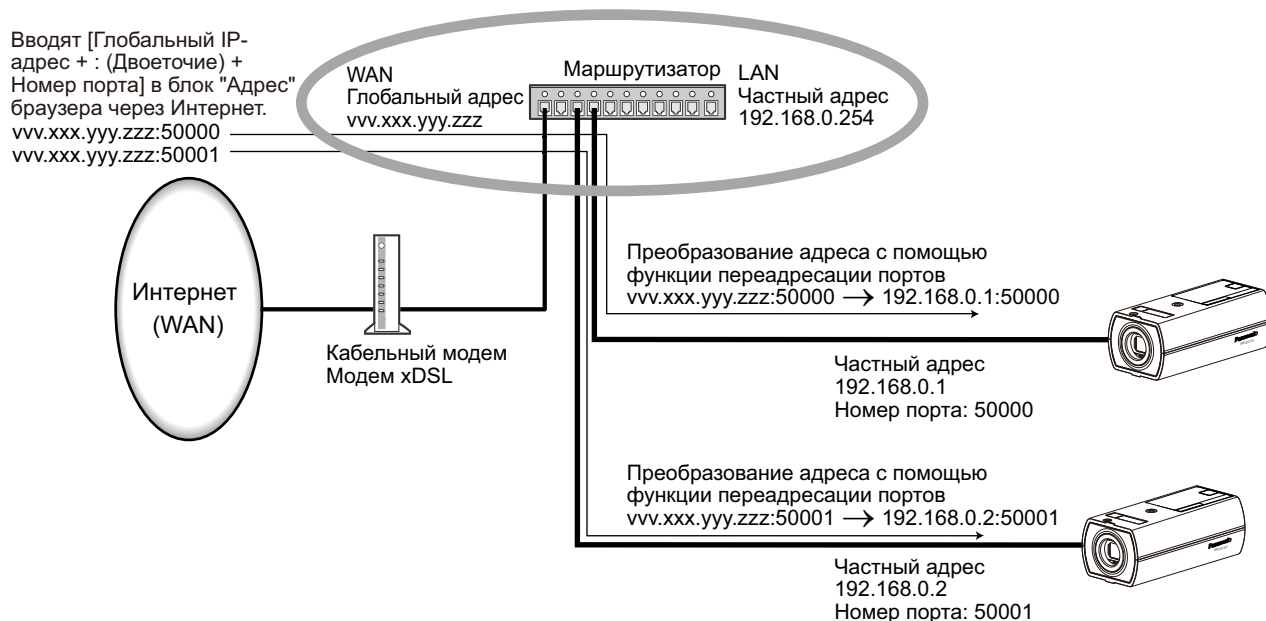 Вводят [Глобальный IP-
адрес + : (Двоеточие) +
Номер порта] в блок "Адрес"
браузера через Интернет.
vvv.xxx.yyy.zzz:50000
vvv.xxx.yyy.zzz:50001
WAN
Глобальный адрес
vvv.xxx.yyy.zzz
Маршрутизатор
LAN
Частный адрес
192.168.0.254
Интернет
(WAN)
Кабельный модем
Модем xDSL
Преобразование адреса с помощью
функции переадресации портов
vvv.xxx.yyy.zzz:50000 → 192.168.0.1:50000
Panasonic
Частный адрес
192.168.0.1
Номер порта: 50000
Преобразование адреса с помощью
функции переадресации портов
vvv.xxx.yyy.zzz:50001 → 192.168.0.2:50001
Panasonic
Частный адрес
192.168.0.2
Номер порта: 50001